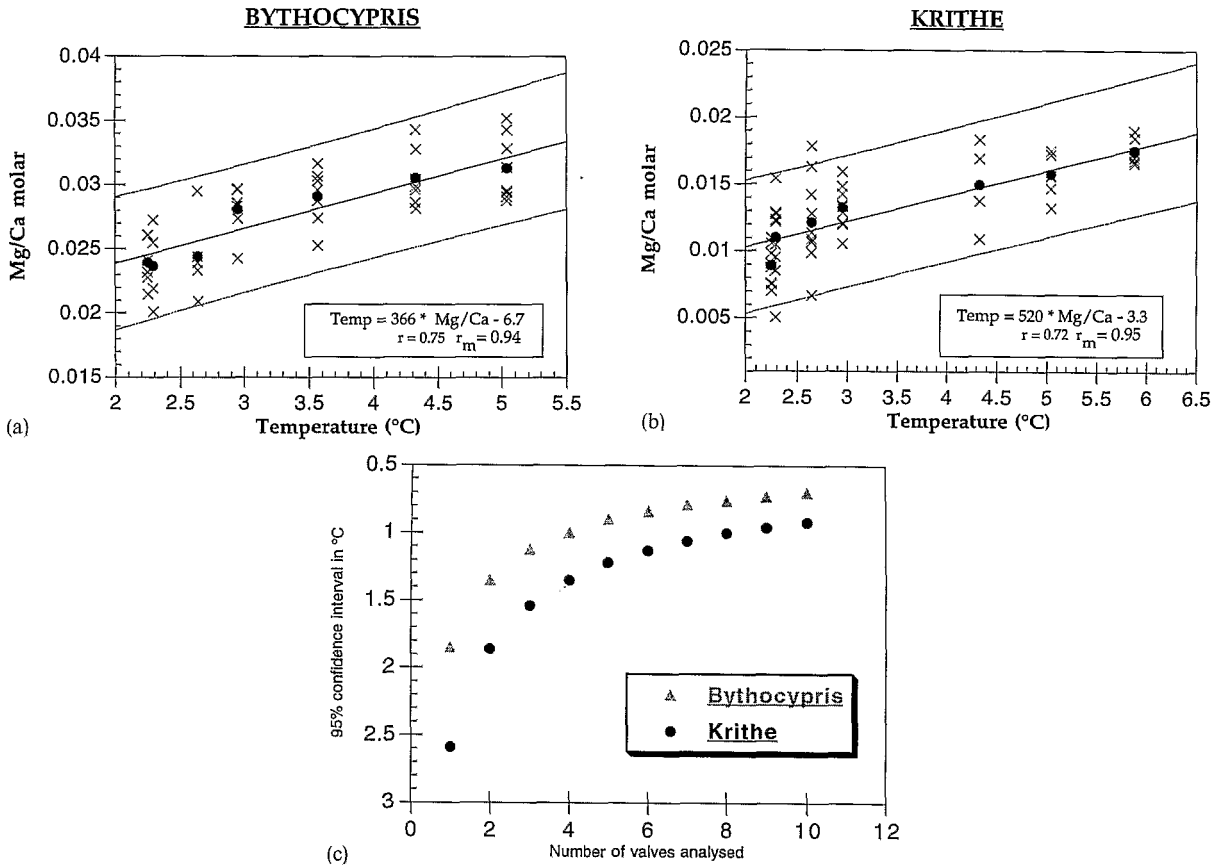 BYTHOCYPRIS
0.04
0.035
0.03
0.025
0.02
0.015
Mg/Ca molar
Temp = 366 * Mg/Ca - 6.7
r = 0.75 rm = 0.94
2 2.5 3 3.5 4 4.5 5 5.5
Temperature (°C)
(a)
KRITHE
0.025
0.02
0.015
0.01
0.005
Mg/Ca molar
Temp = 520 * Mg/Ca - 3.3
r = 0.72 rm = 0.95
2 2.5 3 3.5 4 4.5 5 5.5 6 6.5
Temperature (°C)
(b)
0.5
1
1.5
2
2.5
3
95% confidence interval in °C
Bythocypris
Krithe
0 2 4 6 8 10 12
Number of valves analysed
(c)